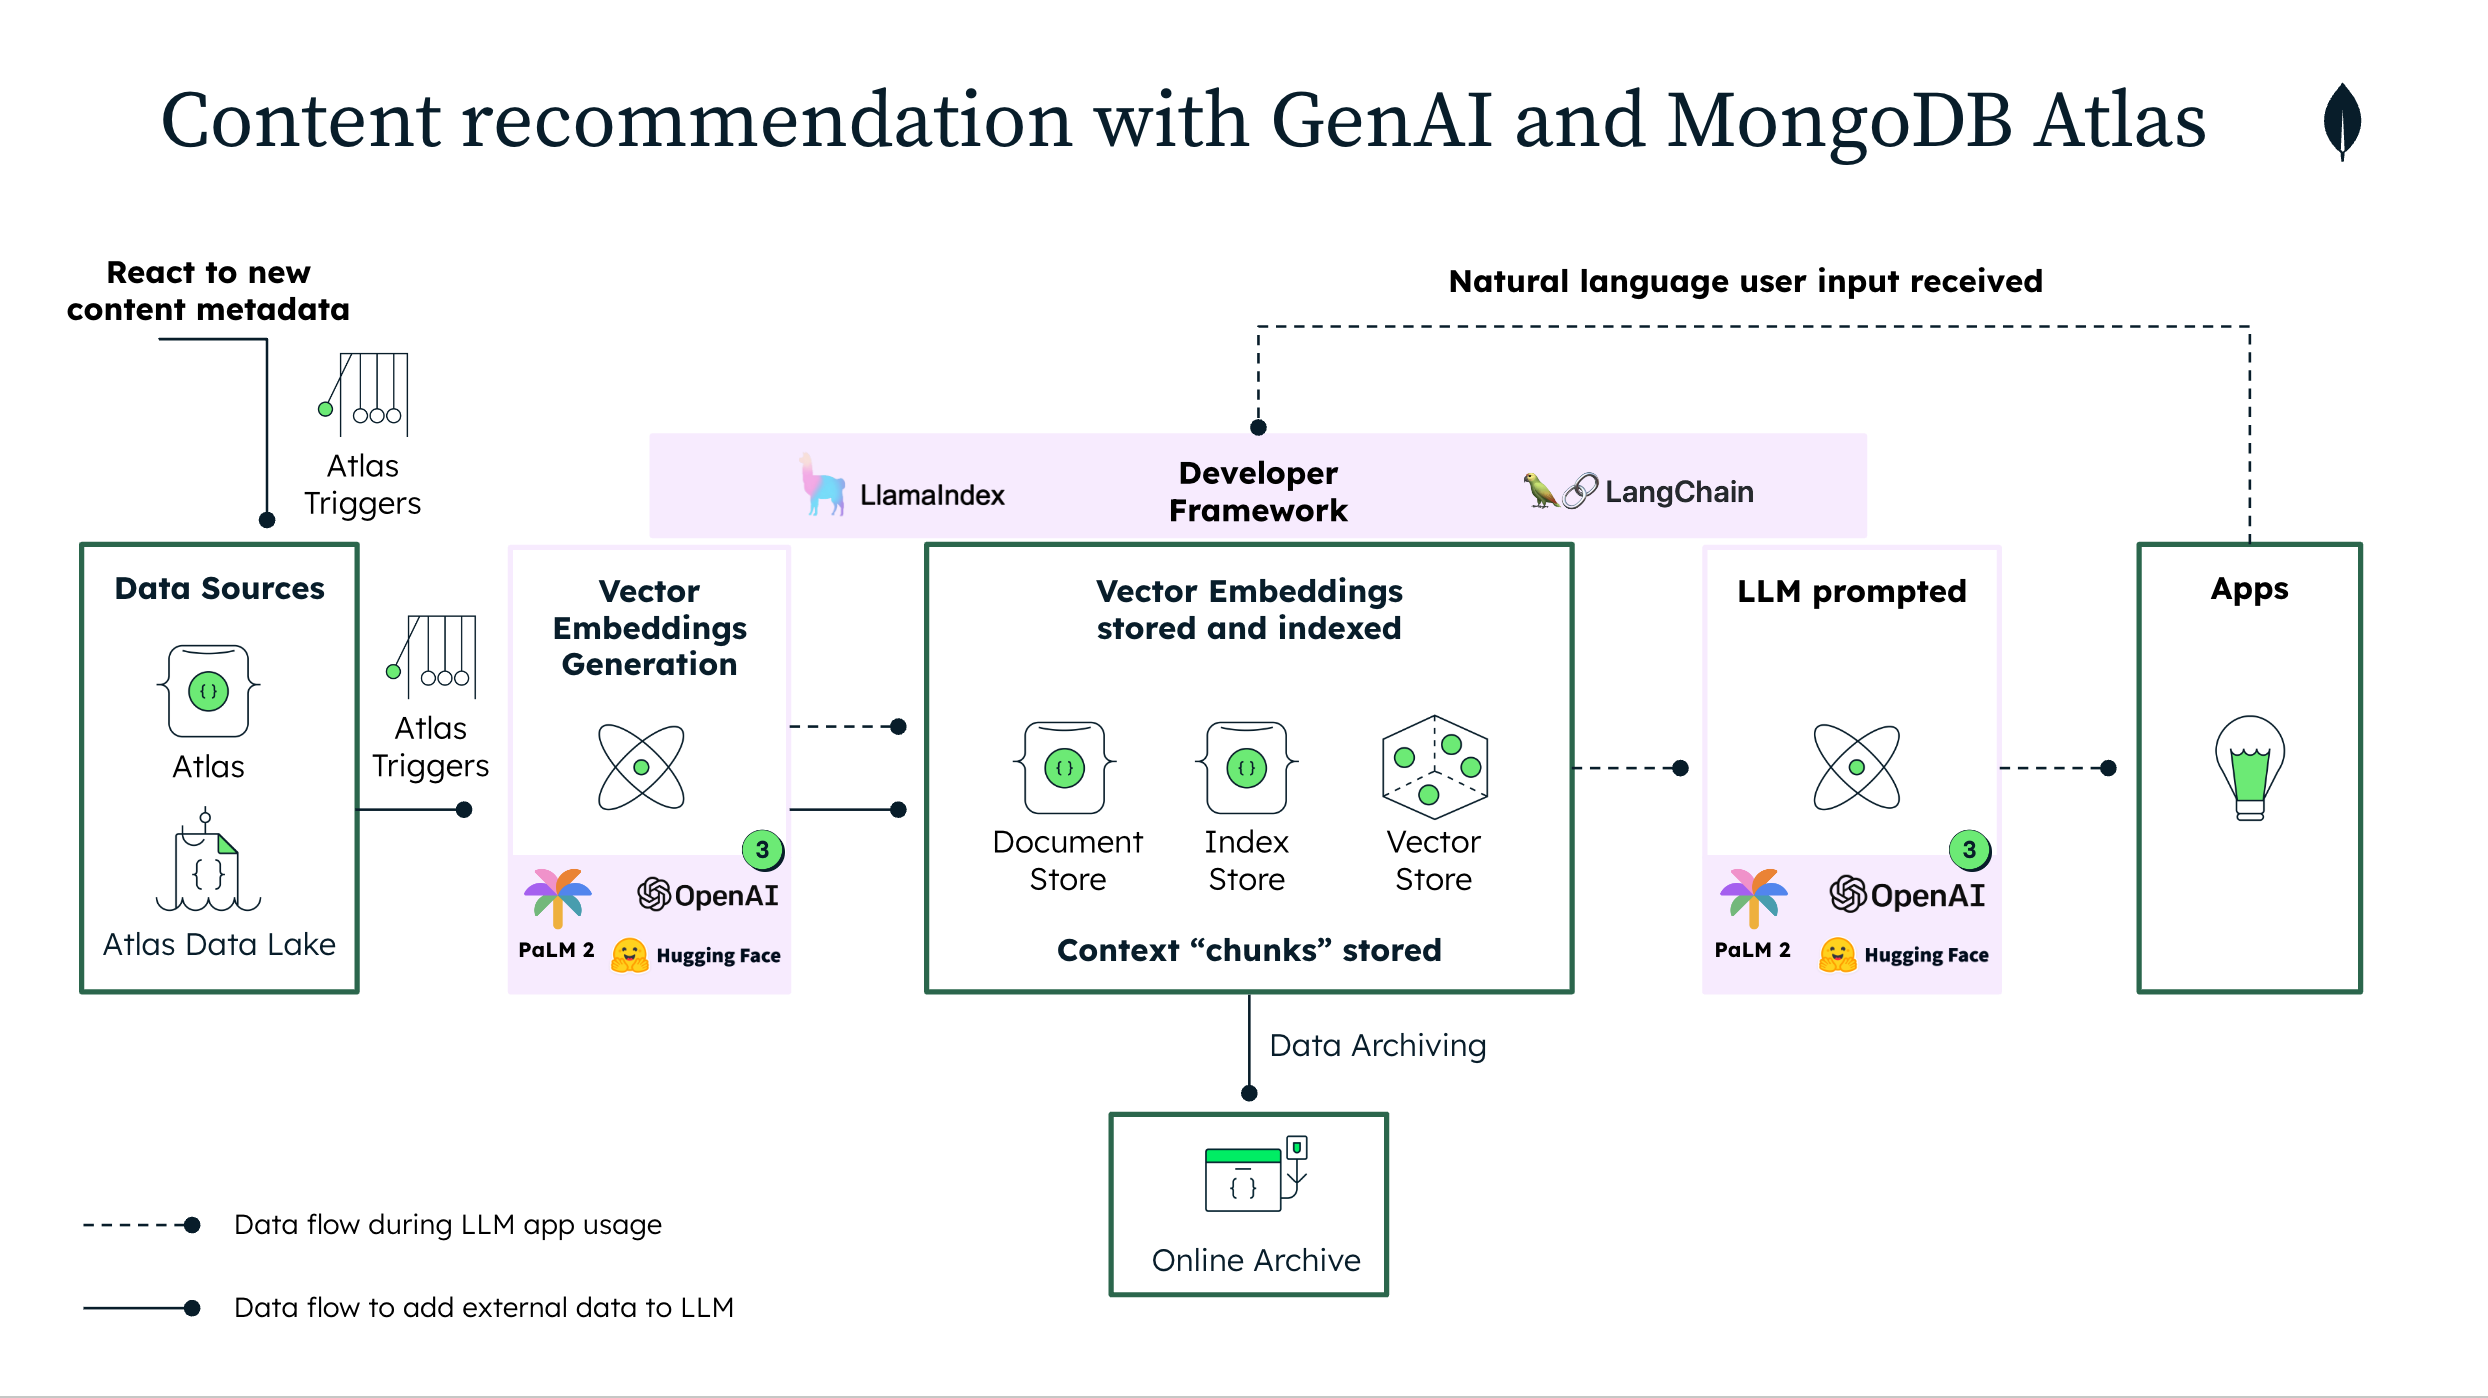 Content recommendation with GenAI and MongoDB Atlas
React to new
content metadata
Atlas
Triggers
Natural language user input received
LlamaIndex
Developer
Framework
LangChain
Data Sources
{ }
Atlas
{ }
Atlas Data Lake
Atlas
Triggers
Vector
Embeddings
Generation
3
PaLM 2
OpenAI
Hugging Face
Vector Embeddings
stored and indexed
{ }
Document
Store
{ }
Index
Store
Vector
Store
Context “chunks” stored
LLM prompted
3
PaLM 2
OpenAI
Hugging Face
Apps
Data Archiving
{ }
Online Archive
Data flow during LLM app usage
Data flow to add external data to LLM